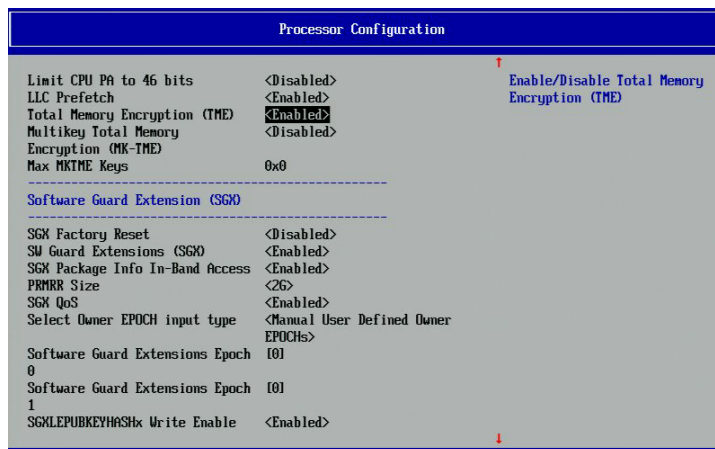 Processor Configuration
Limit CPU PA to 46 bits <Disabled>
LLC Prefetch <Enabled>
Total Memory Encryption (TME) <Enabled>
Multikey Total Memory <Disabled>
Encryption (MK-TME)
Max MKTME Keys 0x0
--------------------------------------------------
Software Guard Extension (SGX)
--------------------------------------------------
SGX Factory Reset <Disabled>
SW Guard Extensions (SGX) <Enabled>
SGX Package Info In-Band Access <Enabled>
PRMRR Size <2G>
SGX QoS <Enabled>
Select Owner EPOCH input type <Manual User Defined Owner
EPOCHs>
Software Guard Extensions Epoch [0]
0
Software Guard Extensions Epoch [0]
1
SGXLEPUBKEYHASHx Write Enable <Enabled>
↑
Enable/Disable Total Memory
Encryption (TME)
↓